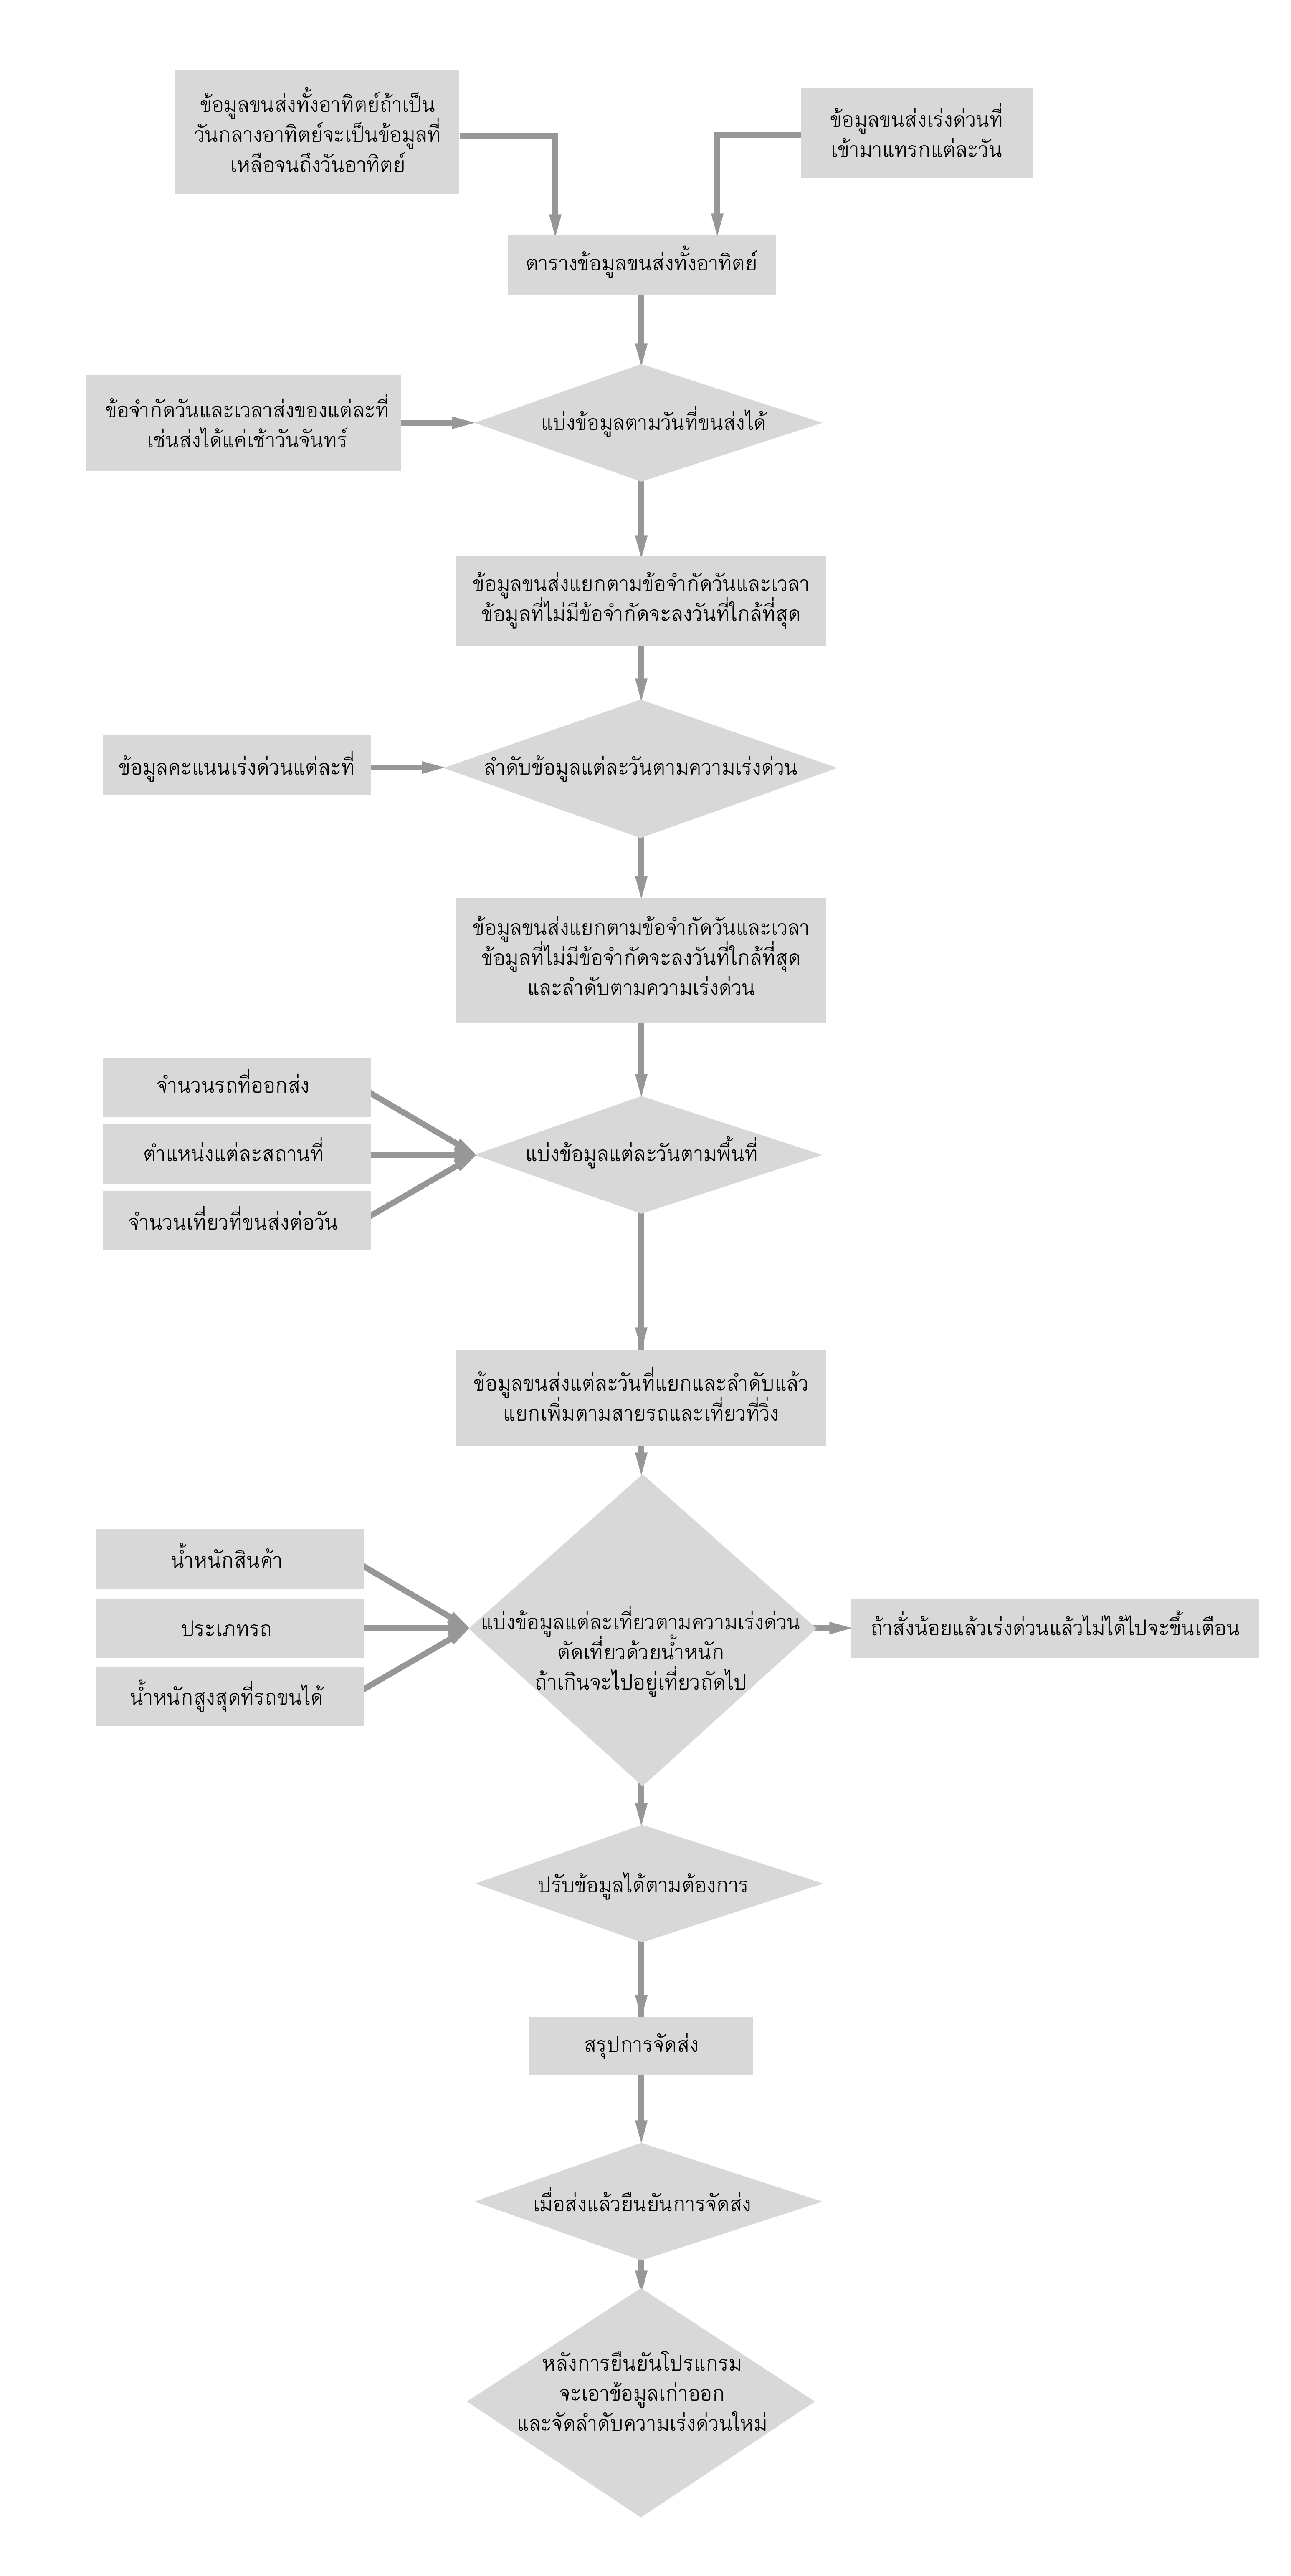 ข้อมูลขนส่งทั้งอาทิตย์ถ้าเป็น
วันกลางอาทิตย์จะเป็นข้อมูลที่
เหลือจนถึงวันอาทิตย์
ข้อมูลขนส่งเร่งด่วนที่
เข้ามาแทรกแต่ละวัน
ตารางข้อมูลขนส่งทั้งอาทิตย์
ข้อจำกัดวันและเวลาส่งของแต่ละที่
เช่นส่งได้แค่เช้าวันจันทร์
แบ่งข้อมูลตามวันที่ขนส่งได้
ข้อมูลขนส่งแยกตามข้อจำกัดวันและเวลา
ข้อมูลที่ไม่มีข้อจำกัดจะลงวันที่ใกล้ที่สุด
ข้อมูลคะแนนเร่งด่วนแต่ละที่
ลำดับข้อมูลแต่ละวันตามความเร่งด่วน
ข้อมูลขนส่งแยกตามข้อจำกัดวันและเวลา
ข้อมูลที่ไม่มีข้อจำกัดจะลงวันที่ใกล้ที่สุด
และลำดับตามความเร่งด่วน
จำนวนรถที่ออกส่ง
ตำแหน่งแต่ละสถานที่
จำนวนเที่ยวที่ขนส่งต่อวัน
แบ่งข้อมูลแต่ละวันตามพื้นที่
ข้อมูลขนส่งแต่ละวันที่แยกและลำดับแล้ว
แยกเพิ่มตามสายรถและเที่ยวที่วิ่ง
น้ำหนักสินค้า
ประเภทรถ
น้ำหนักสูงสุดที่รถขนได้
แบ่งข้อมูลแต่ละเที่ยวตามความเร่งด่วน
ตัดเที่ยวด้วยน้ำหนัก
ถ้าเกินจะไปอยู่เที่ยวถัดไป
ถ้าสั่งน้อยแล้วเร่งด่วนแล้วไม่ได้ไปจะขึ้นเตือน
ปรับข้อมูลได้ตามต้องการ
สรุปการจัดส่ง
เมื่อส่งแล้วยืนยันการจัดส่ง
หลังการยืนยันโปรแกรม
จะเอาข้อมูลเก่าออก
และจัดลำดับความเร่งด่วนใหม่